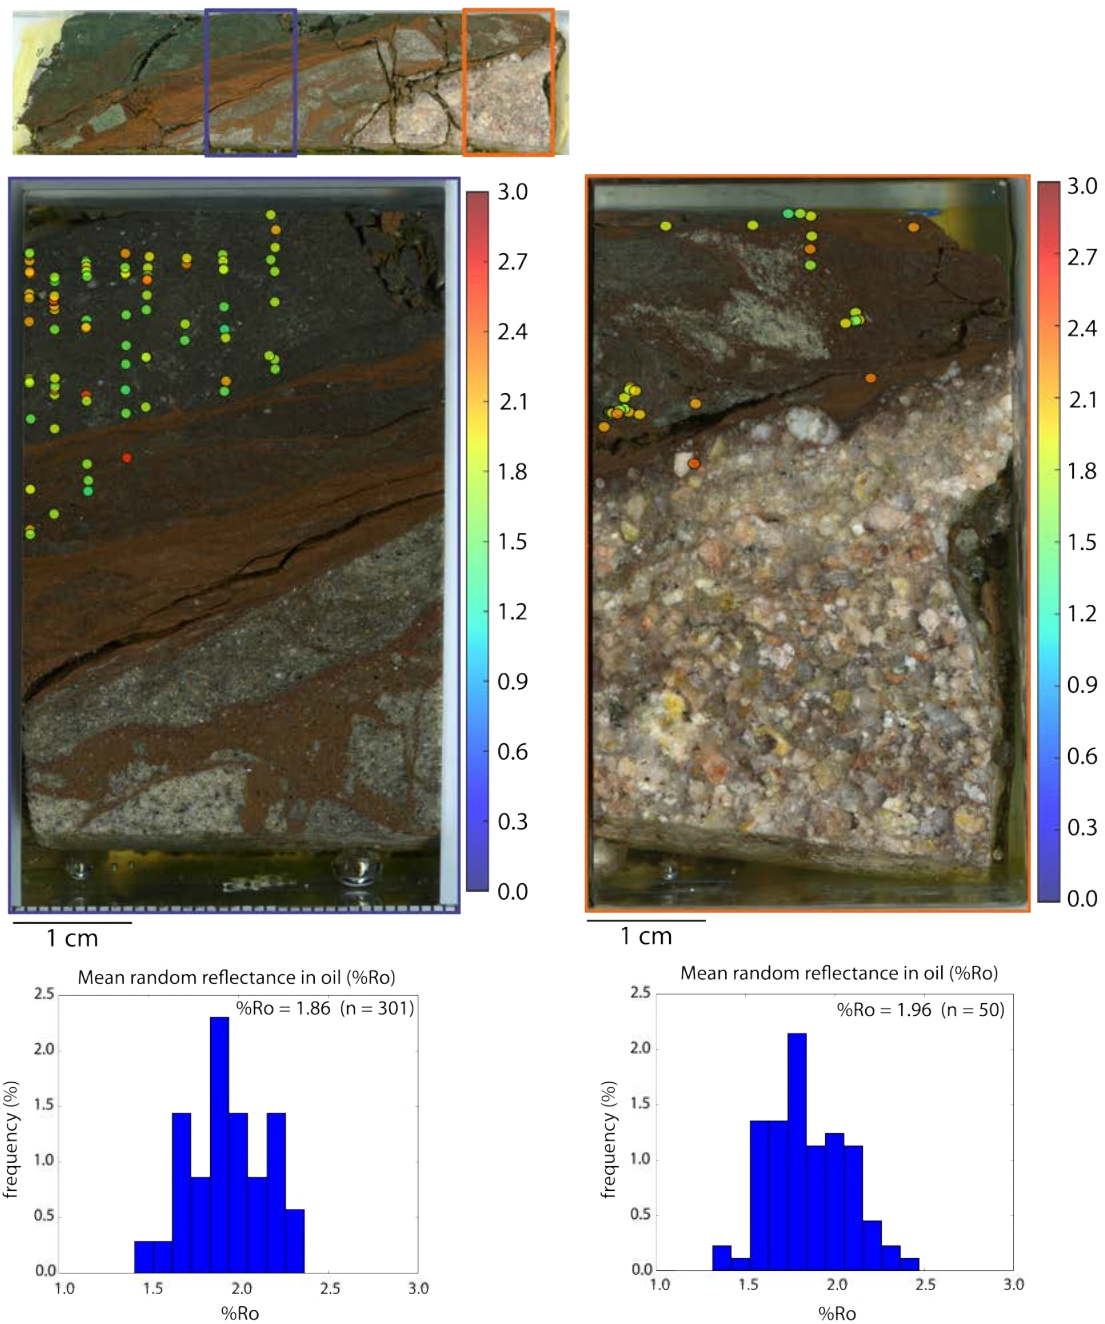 3.0
2.7
2.4
2.1
1.8
1.5
1.2
0.9
0.6
0.3
0.0
1 cm
3.0
2.7
2.4
2.1
1.8
1.5
1.2
0.9
0.6
0.3
0.0
1 cm
Mean random reflectance in oil (%Ro)
%Ro = 1.86 (n = 301)
frequency (%)
2.5
2.0
1.5
1.0
0.5
0.0
1.0 1.5 2.0 2.5 3.0
%Ro
Mean random reflectance in oil (%Ro)
%Ro = 1.96 (n = 50)
frequency (%)
2.5
2.0
1.5
1.0
0.5
0.0
1.0 1.5 2.0 2.5 3.0
%Ro